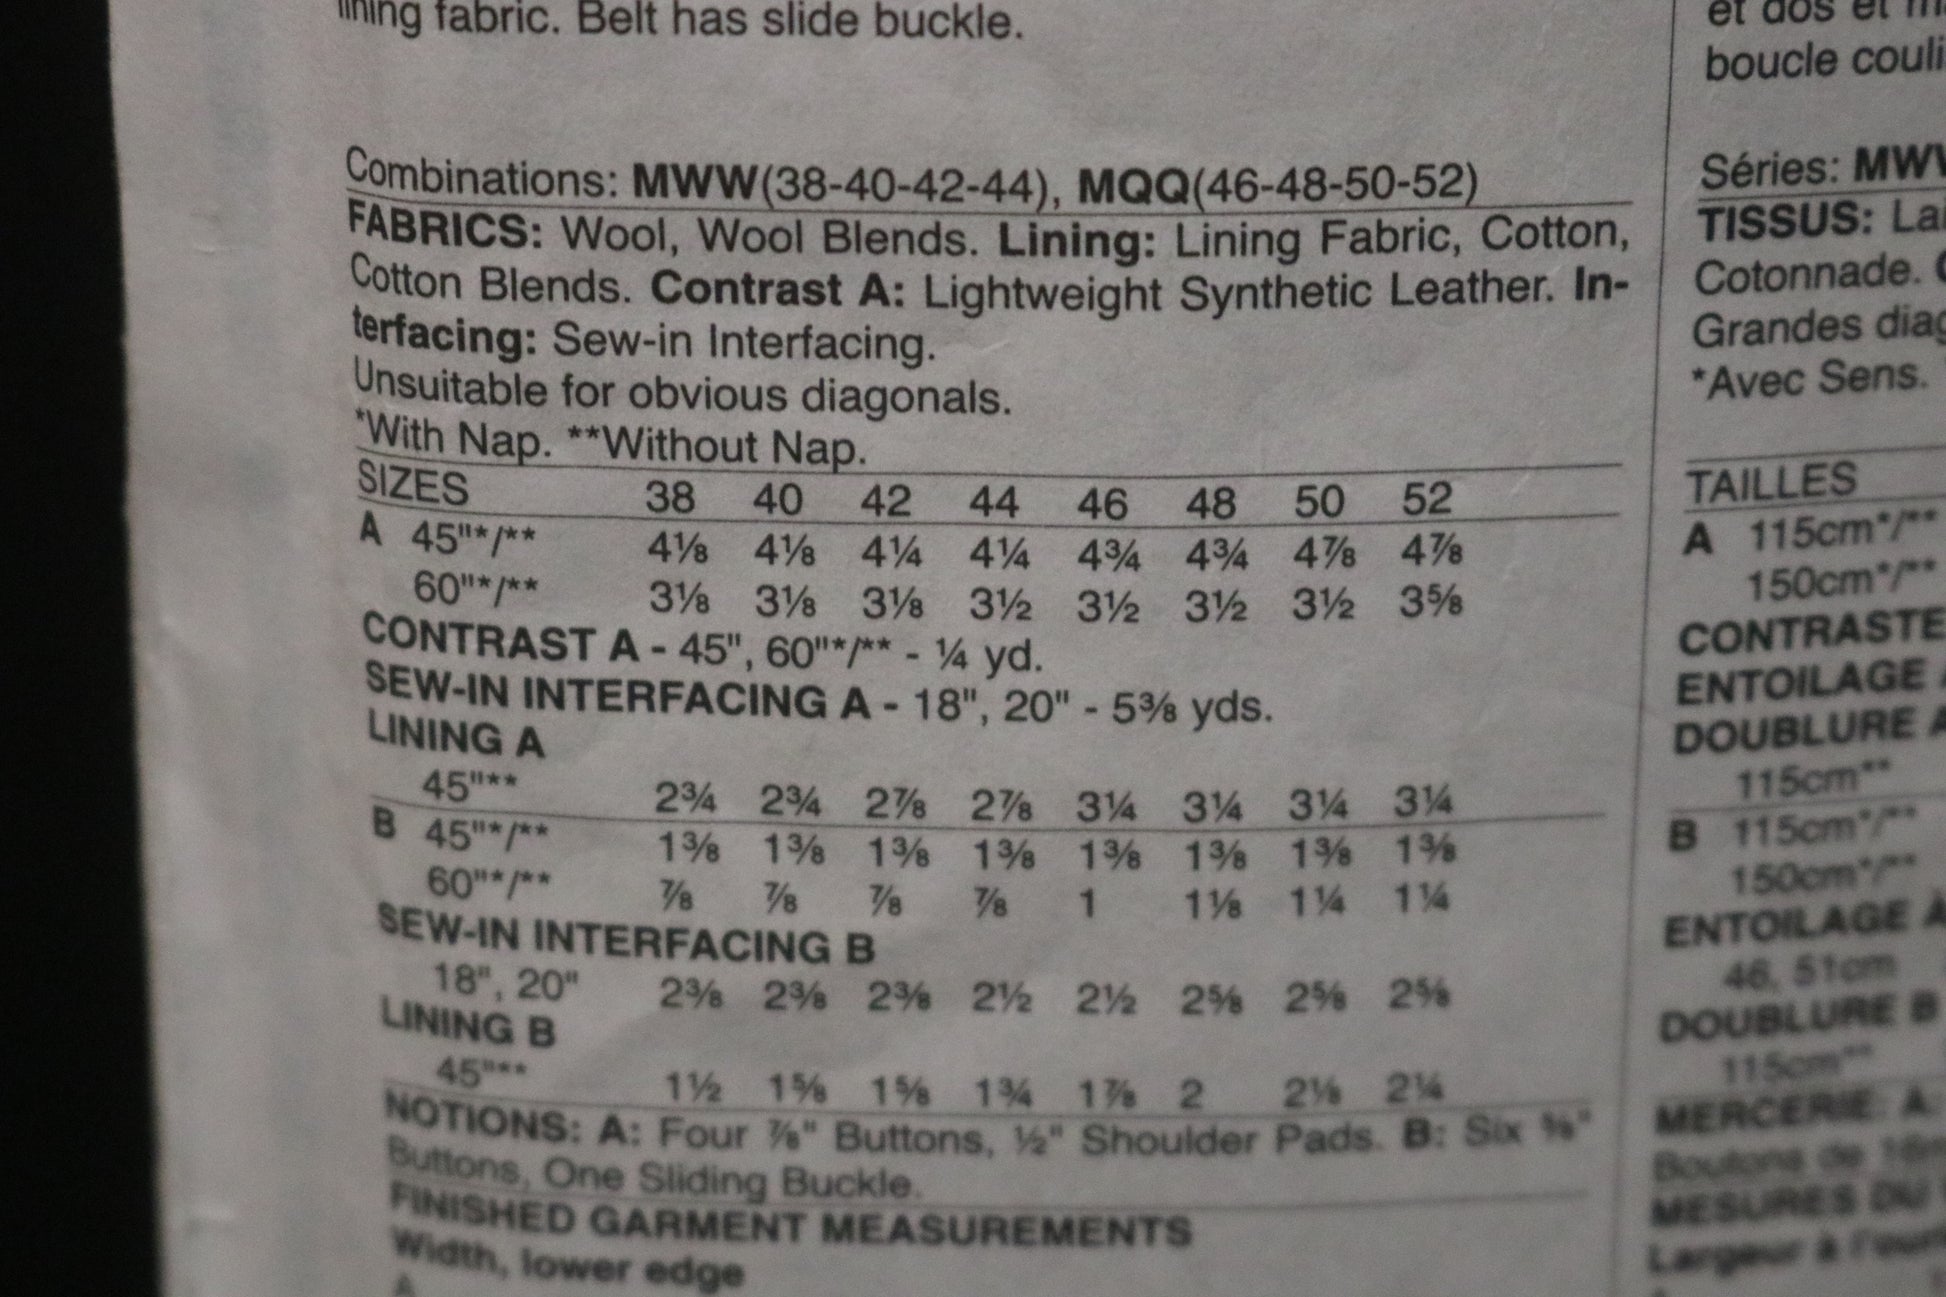 lining fabric. Belt has slide buckle.
Combinations: MWW(38-40-42-44), MQQ(46-48-50-52)
FABRICS: Wool, Wool Blends. Lining: Lining Fabric, Cotton,
Cotton Blends. Contrast A: Lightweight Synthetic Leather. In-
terfacing: Sew-in Interfacing.
Unsuitable for obvious diagonals.
*With Nap. **Without Nap.
SIZES 38 40 42 44 46 48 50 52
A 45"*/** 4⅛ 4⅛ 4¼ 4¼ 4¾ 4¾ 4⅞ 4⅞
60"*/** 3⅛ 3⅛ 3⅛ 3½ 3½ 3½ 3½ 3⅝
CONTRAST A - 45", 60"*/** - ¼ yd.
SEW-IN INTERFACING A - 18", 20" - 5⅜ yds.
LINING A
45"** 2¾ 2¾ 2⅞ 2⅞ 3¼ 3¼ 3¼ 3¼
B 45"*/** 1⅜ 1⅜ 1⅜ 1⅜ 1⅜ 1⅜ 1⅜ 1⅜
60"*/** ⅞ ⅞ ⅞ ⅞ 1 1⅛ 1¼ 1¼
SEW-IN INTERFACING B
18", 20" 2⅜ 2⅜ 2⅜ 2½ 2½ 2⅝ 2⅝ 2⅝
LINING B
45"** 1½ 1⅝ 1⅝ 1¾ 1⅞ 2 2⅛ 2¼
NOTIONS: A: Four ⅞" Buttons, ½" Shoulder Pads. B: Six
Buttons, One Sliding Buckle.
FINISHED GARMENT MEASUREMENTS
Width, lower edge
A
et dos et
boucle
Séries: MWW
TISSUS:
Cotonnade.
Grandes
*Avec Sens.
TAILLES
A 115cm*/**
150cm*/**
CONTRASTE
ENTOILAGE
DOUBLURE A
115cm**
B 115cm*/**
150cm*/**
ENTOILAGE À
46, 51cm
DOUBLURE B
115cm**
MERCERIE: A:
Boutons de
MESURES DU
Largeur à